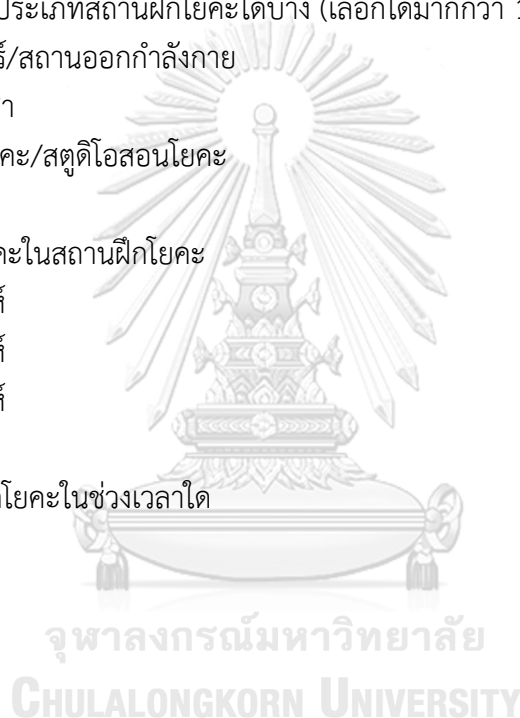 ประเภทสถานฝึกโยคะใดบ้าง (เลือกได้มากกว่า 1
/สถานออกกำลังกาย
คะ/สตูดิโอสอนโยคะ
คะในสถานฝึกโยคะ
โยคะในช่วงเวลาใด
จุฬาลงกรณ์มหาวิทยาลัย
CHULALONGKORN UNIVERSITY